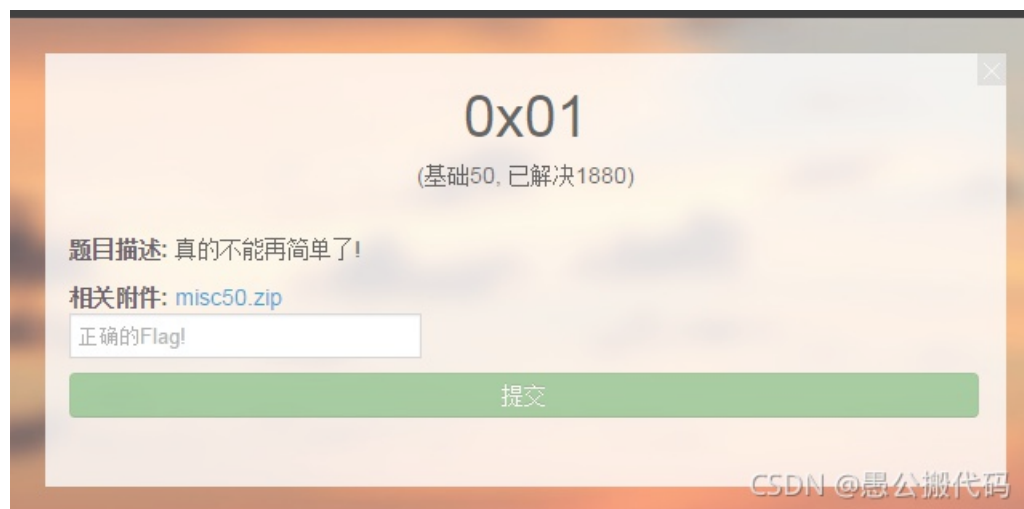 0x01
(基础50, 已解决1880)
题目描述: 真的不能再简单了!
相关附件: misc50.zip
正确的Flag!
提交
CSDN @愚公搬代码